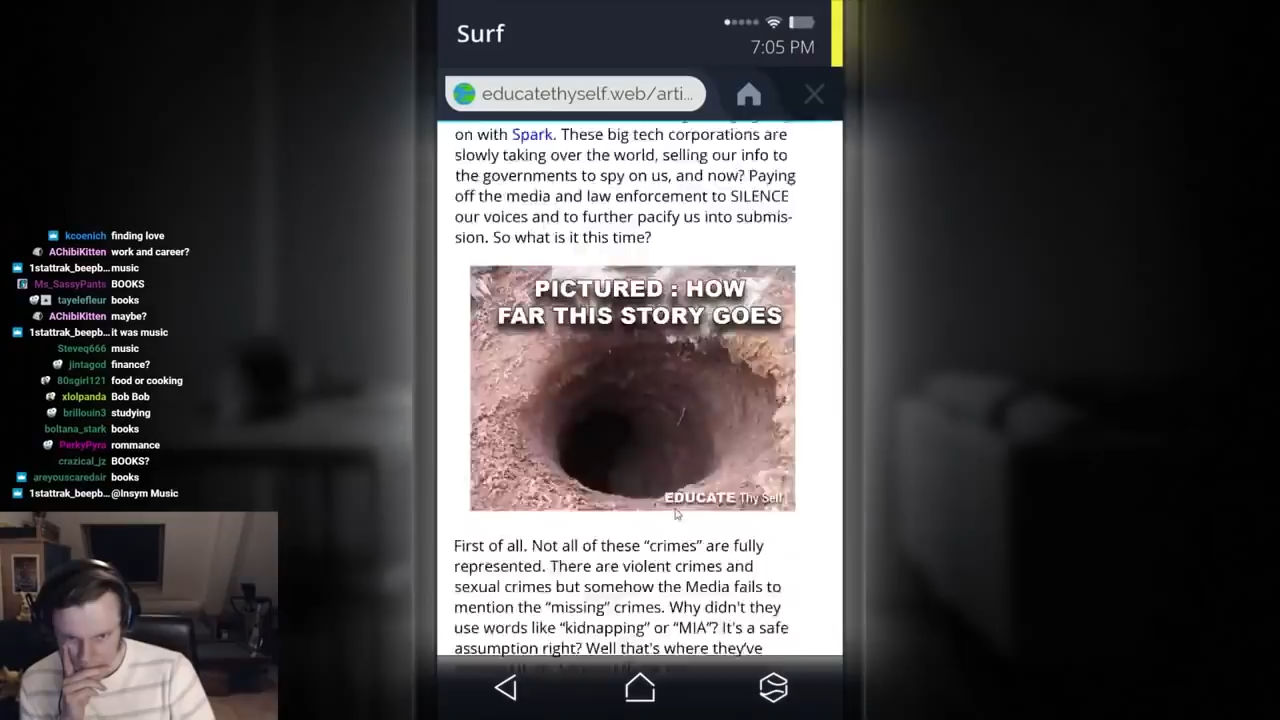 Surf
7:05 PM
educatethyself.web/arti...
on with Spark. These big tech corporations are
slowly taking over the world, selling our info to
the governments to spy on us, and now? Paying
off the media and law enforcement to SILENCE
our voices and to further pacify us into submis-
sion. So what is it this time?
PICTURED : HOW
FAR THIS STORY GOES
EDUCATE Thy Self
First of all. Not all of these “crimes” are fully
represented. There are violent crimes and
sexual crimes but somehow the Media fails to
mention the “missing” crimes. Why didn't they
use words like “kidnapping” or “MIA”? It's a safe
assumption right? Well that's where they've
kcoenich finding love
AChibiKitten work and career?
1stattrak_beepb... music
Ms_SassyPants BOOKS
tayelefleur books
AChibiKitten maybe?
1stattrak_beepb... it was music
Steveq666 music
jintagod finance?
80sgirl121 food or cooking
xlolpanda Bob Bob
brillouin3 studying
boltana_stark books
PerkyPyra rommance
crazical_jz BOOKS?
areyouscaredsir books
1stattrak_beepb... @Insym Music